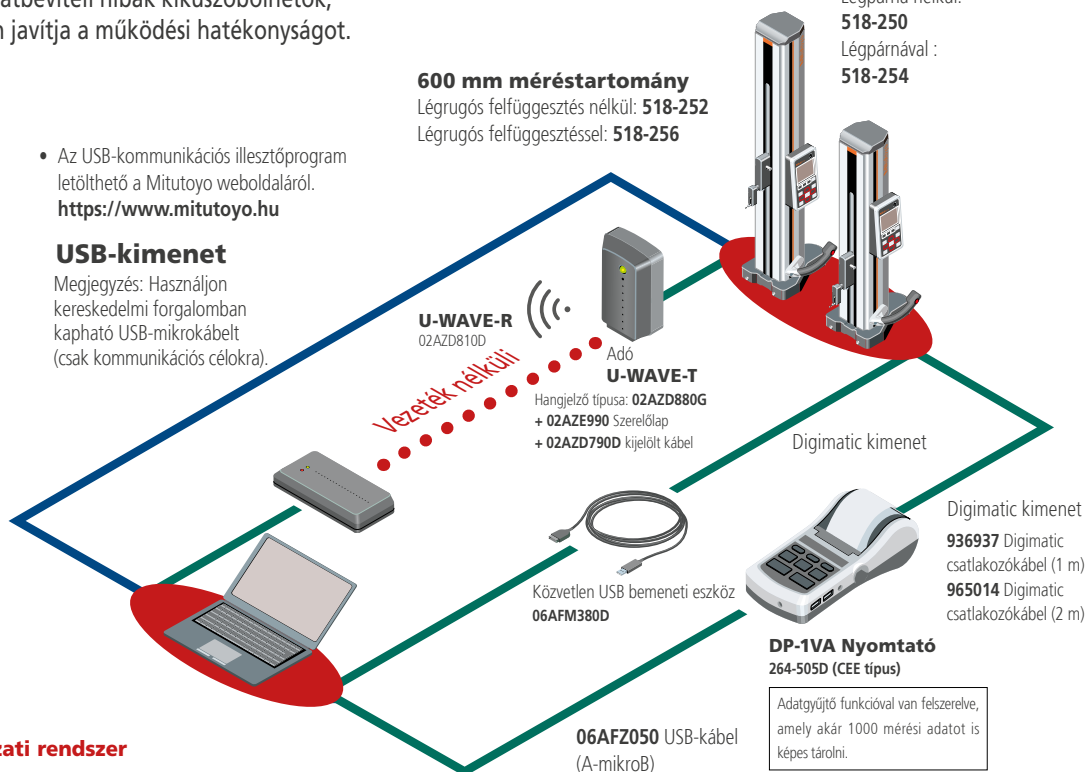 javítja a működési hatékonyságot.
• Az USB-kommunikációs illesztőprogram
letölthető a Mitutoyo weboldaláról.
https://www.mitutoyo.hu
USB-kimenet
Megjegyzés: Használjon
kereskedelmi forgalomban
kapható USB-mikrokábelt
(csak kommunikációs célokra).
600 mm méréstartomány
Légrugós felfüggesztés nélkül: 518-252
Légrugós felfüggesztéssel: 518-256
518-250
Légpárnával :
518-254
U-WAVE-R
02AZD810D
Vezeték nélküli
Adó
U-WAVE-T
Hangjelző típusa: 02AZD880G
+ 02AZE990 Szerelőlap
+ 02AZD790D kijelölt kábel
Digimatic kimenet
Közvetlen USB bemeneti eszköz
06AFM380D
Digimatic kimenet
936937 Digimatic
csatlakozókábel (1 m)
965014 Digimatic
csatlakozókábel (2 m)
DP-1VA Nyomtató
264-505D (CEE típus)
Adatgyűjtő funkcióval van felszerelve,
amely akár 1000 mérési adatot is
képes tárolni.
06AFZ050 USB-kábel
(A-mikroB)
rendszer